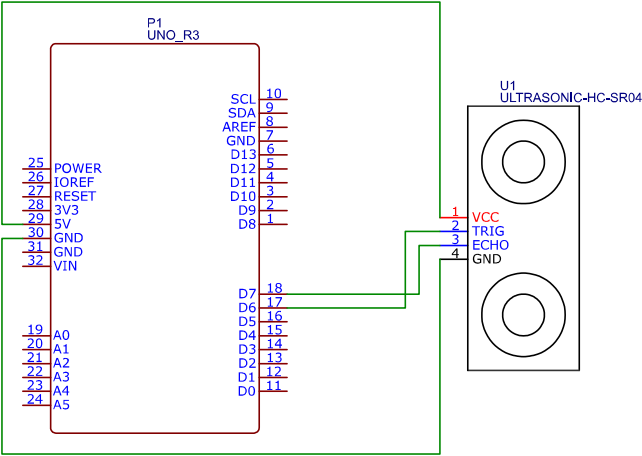 P1
UNO_R3
SCL 10
SDA 9
AREF 8
GND 7
D13 6
D12 5
D11 4
D10 3
D9 2
D8 1
25 POWER
26 IOREF
27 RESET
28 3V3
29 5V
30 GND
31 GND
32 VIN
D7 18
D6 17
D5 16
D4 15
D3 14
D2 13
D1 12
D0 11
19 A0
20 A1
21 A2
22 A3
23 A4
24 A5
U1
ULTRASONIC-HC-SR04
1 VCC
2 TRIG
3 ECHO
4 GND